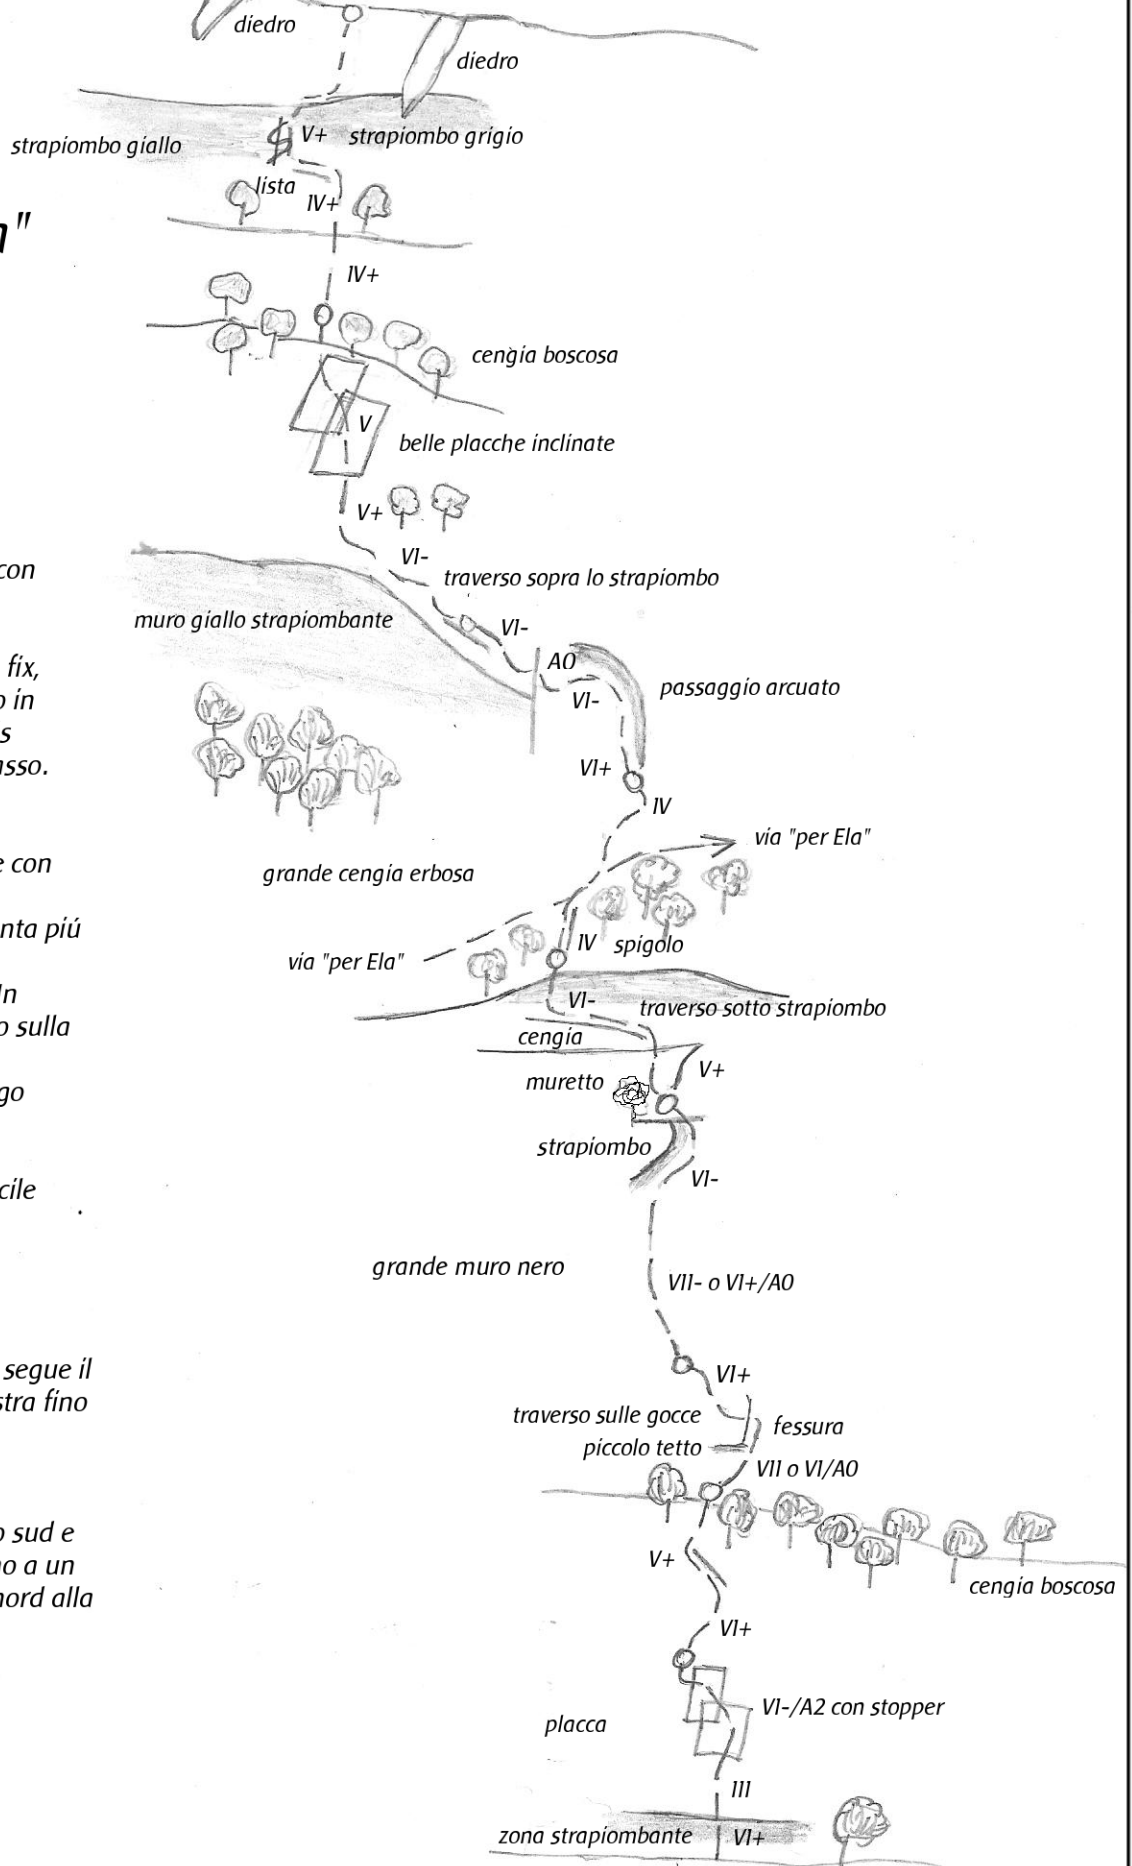 diedro
diedro
strapiombo giallo
V+ strapiombo grigio
lista
IV+
"
IV+
cengia boscosa
V
belle placche inclinate
V+
VI-
con
traverso sopra lo strapiombo
muro giallo strapiombante
VI-
fix,
A0
passaggio arcuato
VI-
o in
s
asso.
VI+
IV
via "per Ela"
e con
grande cengia erbosa
nta piú
IV spigolo
via "per Ela"
In
VI-
traverso sotto strapiombo
o sulla
cengia
V+
muretto
go
strapiombo
VI-
cile
grande muro nero
VII- o VI+/A0
segue il
VI+
stra fino
traverso sulle gocce
fessura
piccolo tetto
VII o VI/A0
o sud e
V+
no a un
cengia boscosa
nord alla
VI+
VI-/A2 con stopper
placca
III
zona strapiombante
VI+